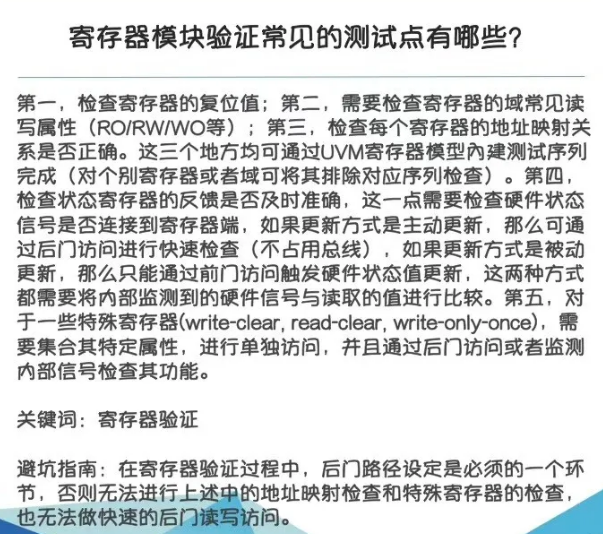 寄存器模块验证常见的测试点有哪些?
第一，检查寄存器的复位值；第二，需要检查寄存器的域常见读
写属性（RO/RW/WO等）；第三，检查每个寄存器的地址映射关
系是否正确。这三个地方均可通过UVM寄存器模型内建测试序列
完成（对个别寄存器或者域可将其排除对应序列检查）。第四，
检查状态寄存器的反馈是否及时准确，这一点需要检查硬件状态
信号是否连接到寄存器端，如果更新方式是主动更新，那么可通
过后门访问进行快速检查（不占用总线），如果更新方式是被动
更新，那么只能通过前门访问触发硬件状态值更新，这两种方式
都需要将内部监测到的硬件信号与读取的值进行比较。第五，对
于一些特殊寄存器(write-clear, read-clear, write-only-once)，需
要集合其特定属性，进行单独访问，并且通过后门访问或者监测
内部信号检查其功能。
关键词：寄存器验证
避坑指南：在寄存器验证过程中，后门路径设定是必须的一个环
节，否则无法进行上述中的地址映射检查和特殊寄存器的检查，
也无法做快速的后门读写访问。